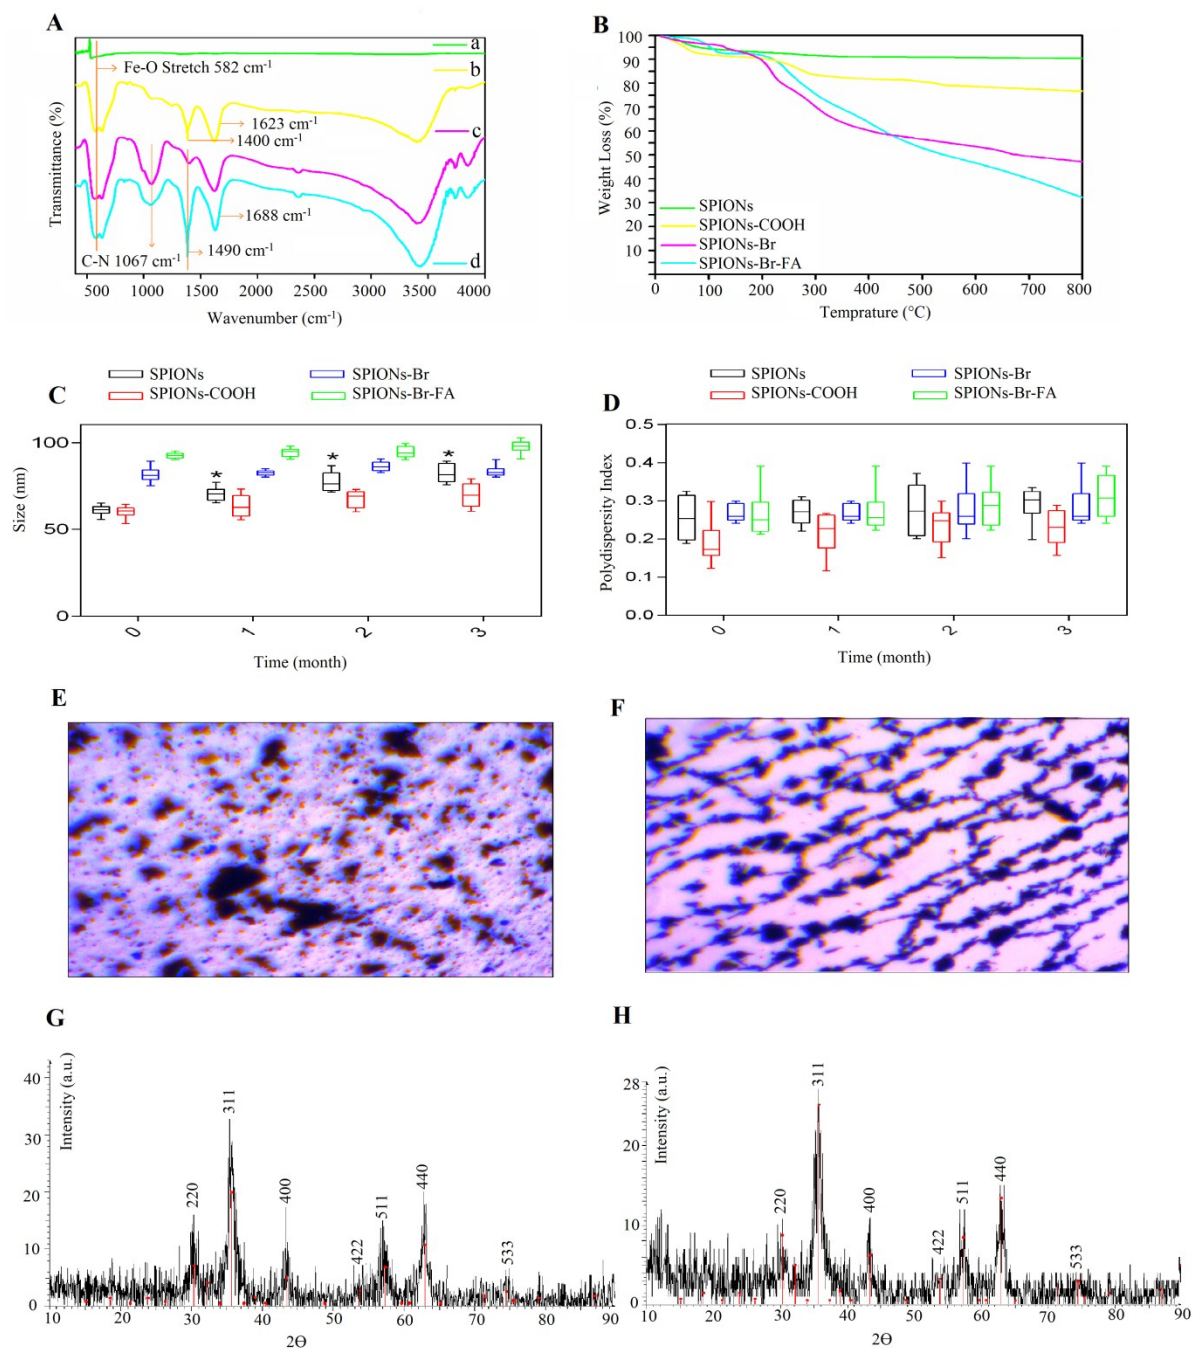 A
a
Fe-O Stretch 582 cm-1
b
1623 cm-1
1400 cm-1
c
1688 cm-1
C-N 1067 cm-1
1490 cm-1
d
Transmittance (%)
500 1000 1500 2000 2500 3000 3500 4000
Wavenumber (cm-1)
B
100
90
80
70
60
50
40
30
20
10
Weight Loss (%)
SPIONs
SPIONs-COOH
SPIONs-Br
SPIONs-Br-FA
0 100 200 300 400 500 600 700 800
Temprature (°C)
C
SPIONs
SPIONs-Br
SPIONs-COOH
SPIONs-Br-FA
100
50
0
Size (nm)
* * *
0 1 2 3
Time (month)
D
SPIONs
SPIONs-Br
SPIONs-COOH
SPIONs-Br-FA
0.5
0.4
0.3
0.2
0.1
0.0
Polydispersity Index
0 1 2 3
Time (month)
E
F
G
Intensity (a.u.)
40
30
20
10
0
220
311
400
422
511
440
533
10 20 30 40 50 60 70 80 90
2ϴ
H
Intensity (a.u.)
28
20
10
0
220
311
400
422
511
440
533
10 20 30 40 50 60 70 80 90
2ϴ